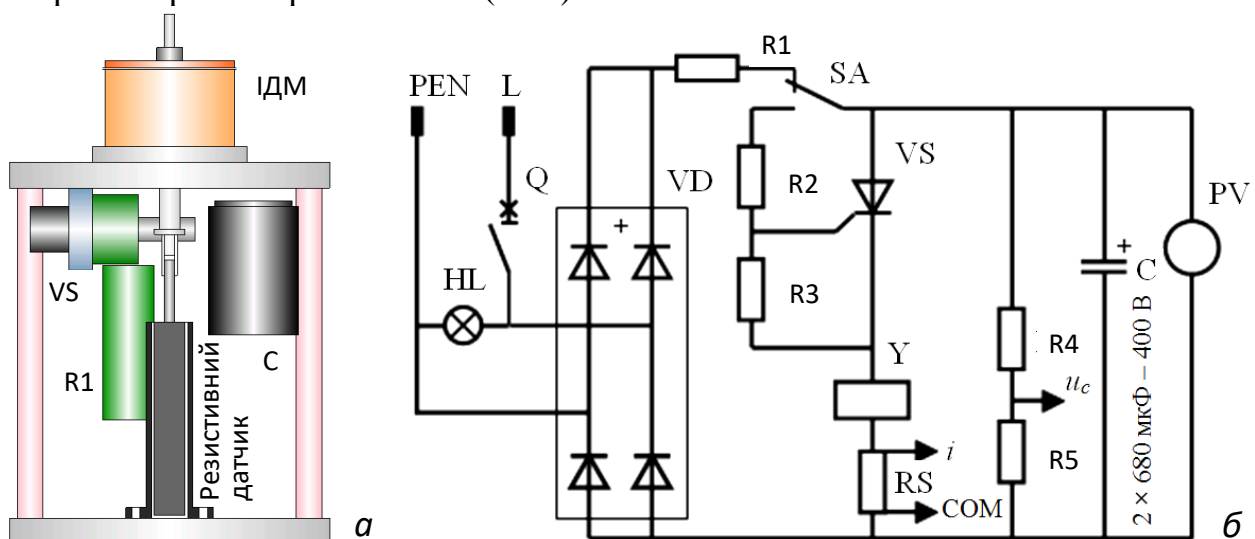 ІДМ
VS
R1
C
Резистивний
датчик
а
PEN
L
Q
HL
VD
+
R1
SA
R2
R3
VS
Y
i
RS
COM
R4
u_c
R5
+
C
2 × 680 мкФ – 400 В
PV
б